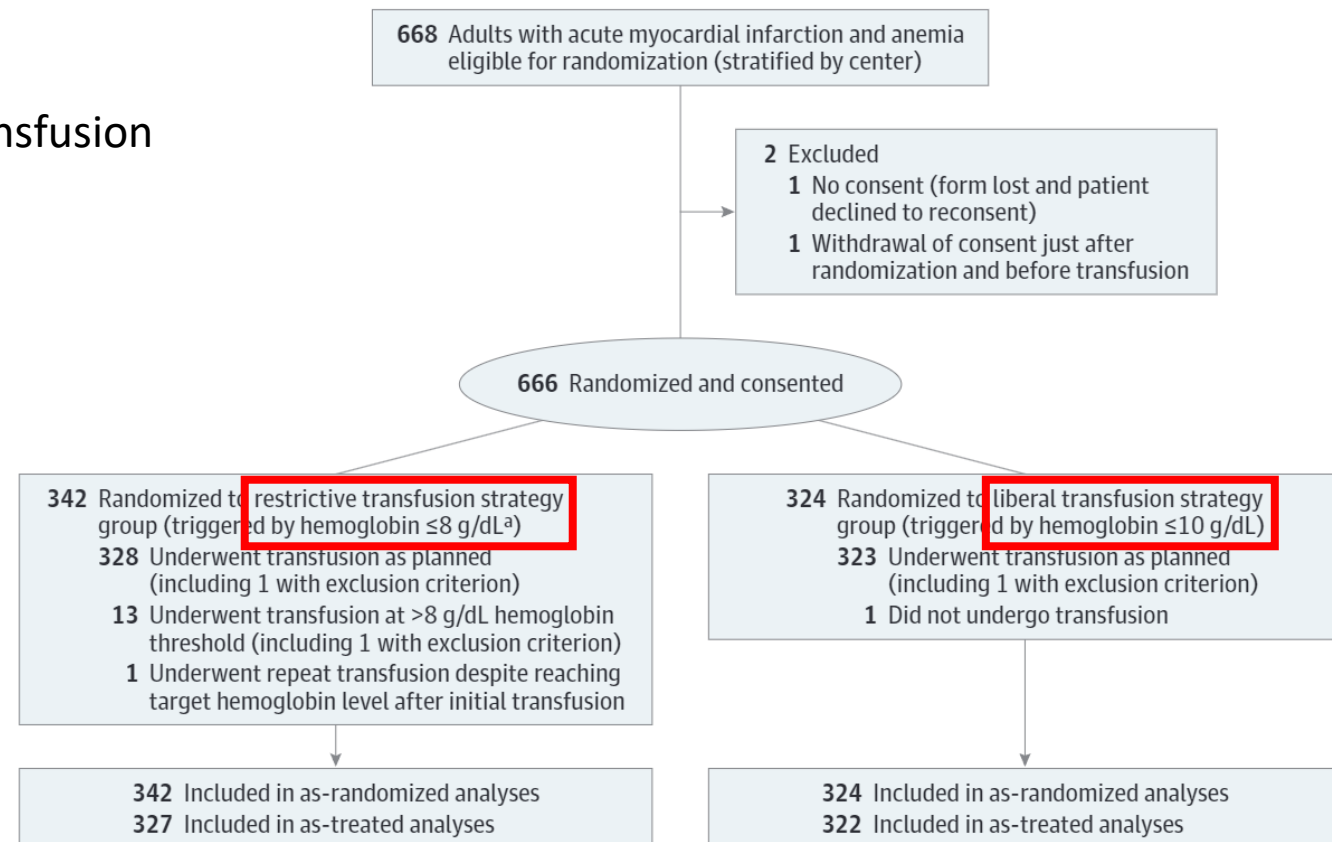 668 Adults with acute myocardial infarction and anemia
eligible for randomization (stratified by center)
nsfusion
2 Excluded
1 No consent (form lost and patient
declined to reconsent)
1 Withdrawal of consent just after
randomization and before transfusion
666 Randomized and consented
342 Randomized to restrictive transfusion strategy
group (triggered by hemoglobin ≤8 g/dLᵃ)
328 Underwent transfusion as planned
(including 1 with exclusion criterion)
13 Underwent transfusion at >8 g/dL hemoglobin
threshold (including 1 with exclusion criterion)
1 Underwent repeat transfusion despite reaching
target hemoglobin level after initial transfusion
324 Randomized to liberal transfusion strategy
group (triggered by hemoglobin ≤10 g/dL)
323 Underwent transfusion as planned
(including 1 with exclusion criterion)
1 Did not undergo transfusion
342 Included in as-randomized analyses
327 Included in as-treated analyses
324 Included in as-randomized analyses
322 Included in as-treated analyses